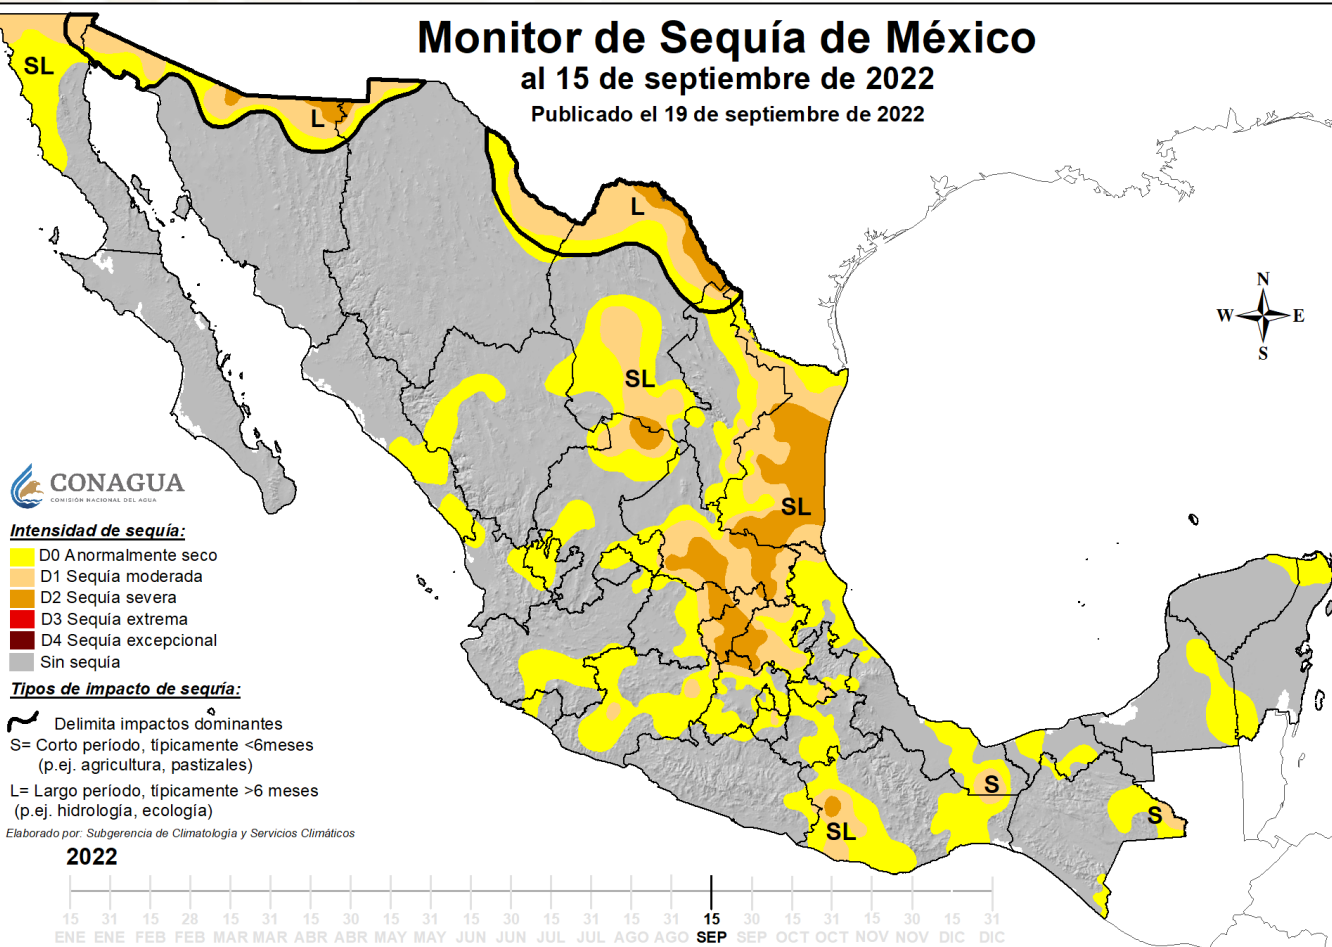 Monitor de Sequía de México
al 15 de septiembre de 2022
Publicado el 19 de septiembre de 2022
SL
L
L
SL
SL
S
S
SL
N
W E
S
CONAGUA
COMISIÓN NACIONAL DEL AGUA
Intensidad de sequía:
D0 Anormalmente seco
D1 Sequía moderada
D2 Sequía severa
D3 Sequía extrema
D4 Sequía excepcional
Sin sequía
Tipos de impacto de sequía:
Delimita impactos dominantes
S= Corto período, típicamente <6meses
(p.ej. agricultura, pastizales)
L= Largo período, típicamente >6 meses
(p.ej. hidrología, ecología)
Elaborado por: Subgerencia de Climatología y Servicios Climáticos
2022
15 31 15 28 15 31 15 30 15 31 15 30 15 31 15 31 15 30 15 31 15 30 15 31
ENE ENE FEB FEB MAR MAR ABR ABR MAY MAY JUN JUN JUL JUL AGO AGO SEP SEP OCT OCT NOV NOV DIC DIC